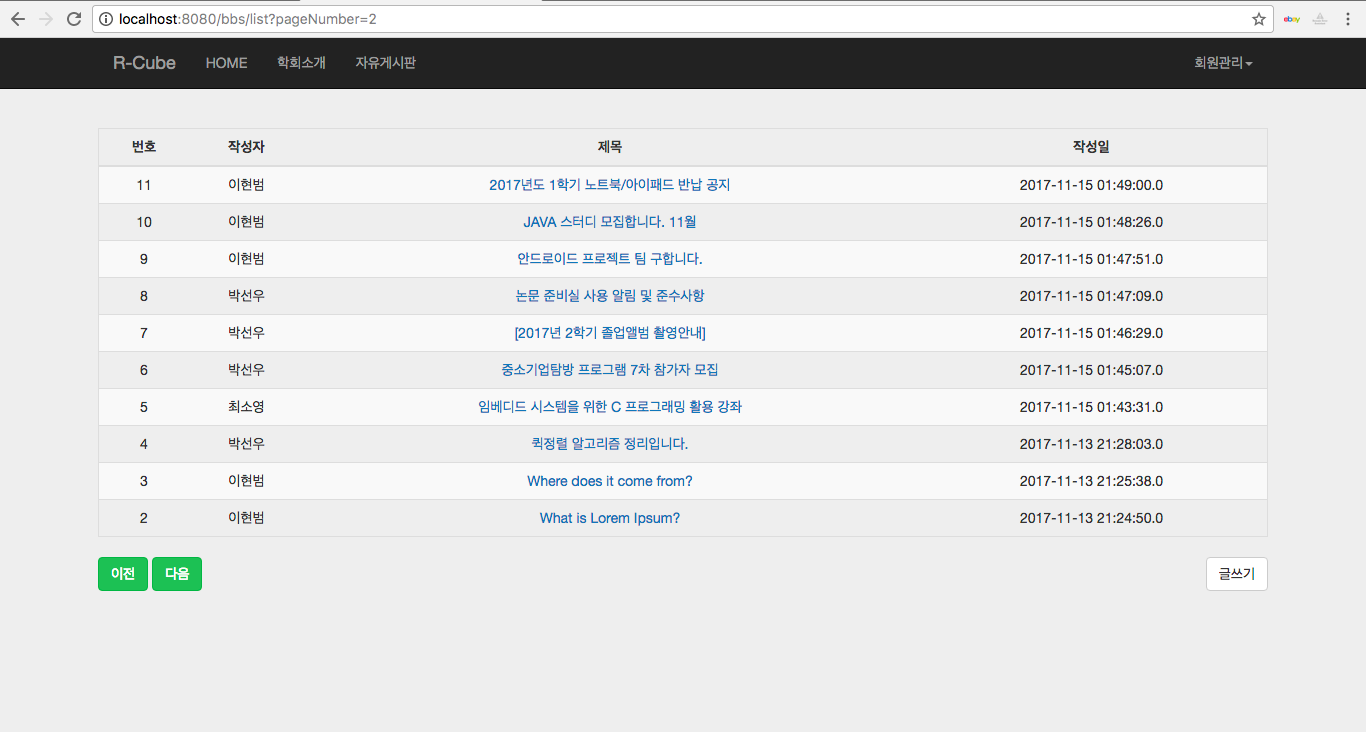 localhost:8080/bbs/list?pageNumber=2
ebay
R-Cube HOME 학회소개 자유게시판 회원관리
번호 작성자 제목 작성일
11 이현범 2017년도 1학기 노트북/아이패드 반납 공지 2017-11-15 01:49:00.0
10 이현범 JAVA 스터디 모집합니다. 11월 2017-11-15 01:48:26.0
9 이현범 안드로이드 프로젝트 팀 구합니다. 2017-11-15 01:47:51.0
8 박선우 논문 준비실 사용 알림 및 준수사항 2017-11-15 01:47:09.0
7 박선우 [2017년 2학기 졸업앨범 촬영안내] 2017-11-15 01:46:29.0
6 박선우 중소기업탐방 프로그램 7차 참가자 모집 2017-11-15 01:45:07.0
5 최소영 임베디드 시스템을 위한 C 프로그래밍 활용 강좌 2017-11-15 01:43:31.0
4 박선우 퀵정렬 알고리즘 정리입니다. 2017-11-13 21:28:03.0
3 이현범 Where does it come from? 2017-11-13 21:25:38.0
2 이현범 What is Lorem Ipsum? 2017-11-13 21:24:50.0
이전 다음 글쓰기